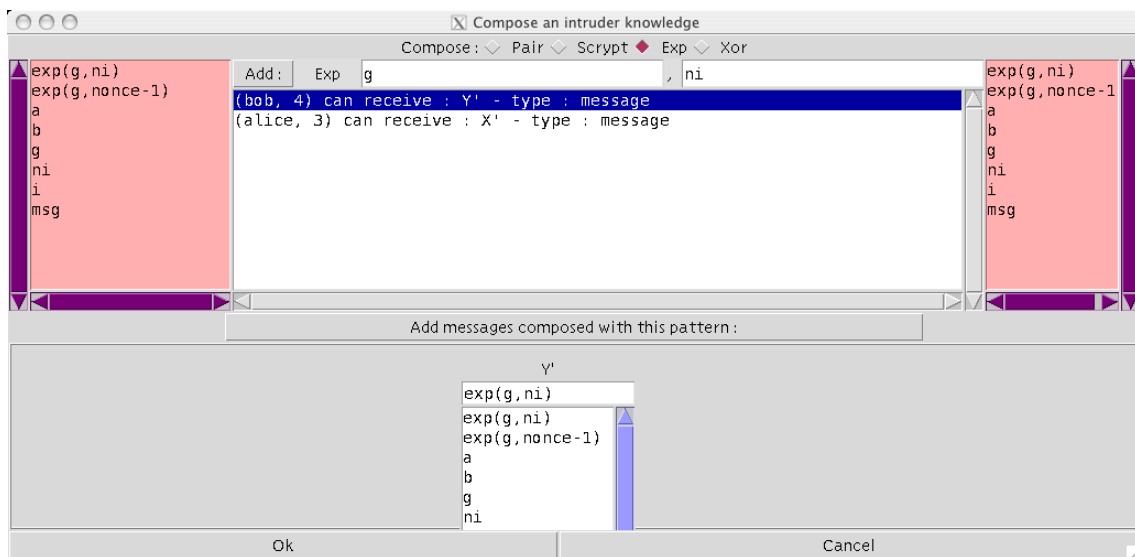 Compose an intruder knowledge
Compose : Pair Scrypt Exp Xor
exp(g,ni)
exp(g,nonce-1)
a
b
g
ni
i
msg
Add : Exp g , ni
(bob, 4) can receive : Y' - type : message
(alice, 3) can receive : X' - type : message
exp(g,ni)
exp(g,nonce-1
a
b
g
ni
i
msg
Add messages composed with this pattern :
Y'
exp(g,ni)
exp(g,ni)
exp(g,nonce-1)
a
b
g
ni
Ok Cancel